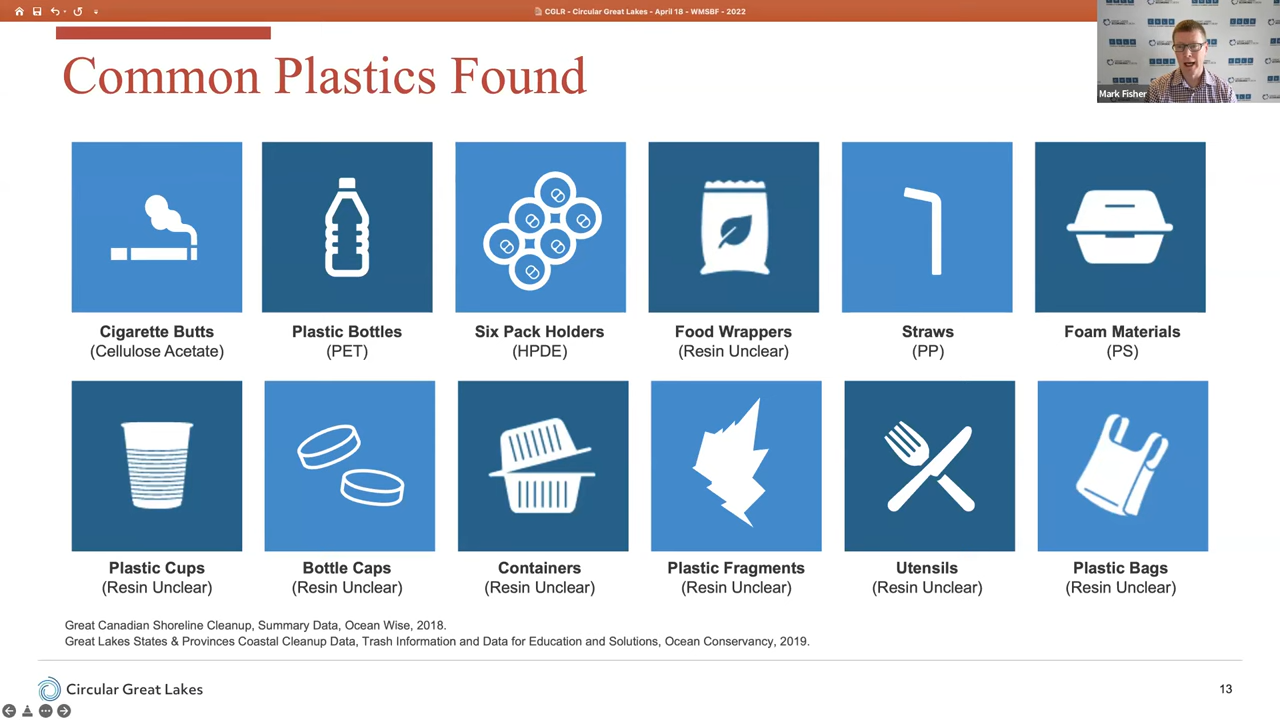 CGLR - Circular Great Lakes - April 18 - WMSBF - 2022
Common Plastics Found
Mark Fisher
Cigarette Butts
(Cellulose Acetate)
Plastic Bottles
(PET)
Six Pack Holders
(HPDE)
Food Wrappers
(Resin Unclear)
Straws
(PP)
Foam Materials
(PS)
Plastic Cups
(Resin Unclear)
Bottle Caps
(Resin Unclear)
Containers
(Resin Unclear)
Plastic Fragments
(Resin Unclear)
Utensils
(Resin Unclear)
Plastic Bags
(Resin Unclear)
Great Canadian Shoreline Cleanup, Summary Data, Ocean Wise, 2018.
Great Lakes States & Provinces Coastal Cleanup Data, Trash Information and Data for Education and Solutions, Ocean Conservancy, 2019.
Circular Great Lakes
13